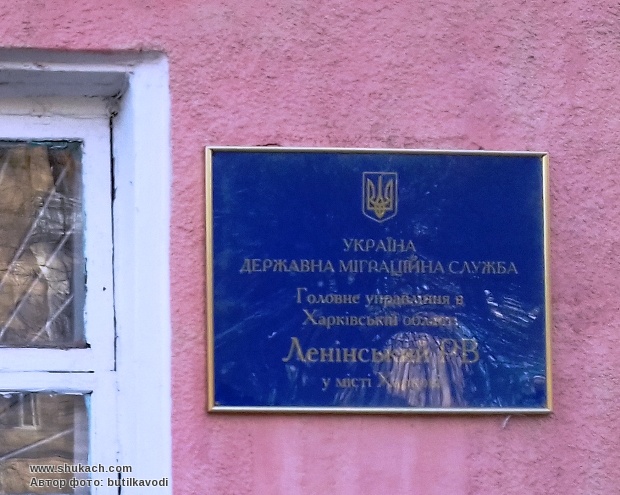 УКРАЇНА
ДЕРЖАВНА МІГРАЦІЙНА СЛУЖБА
Головне управління в
Харківській області
Ленінський РВ
у місті Харкові
www.shukach.com
Автор фото: butilkavodi